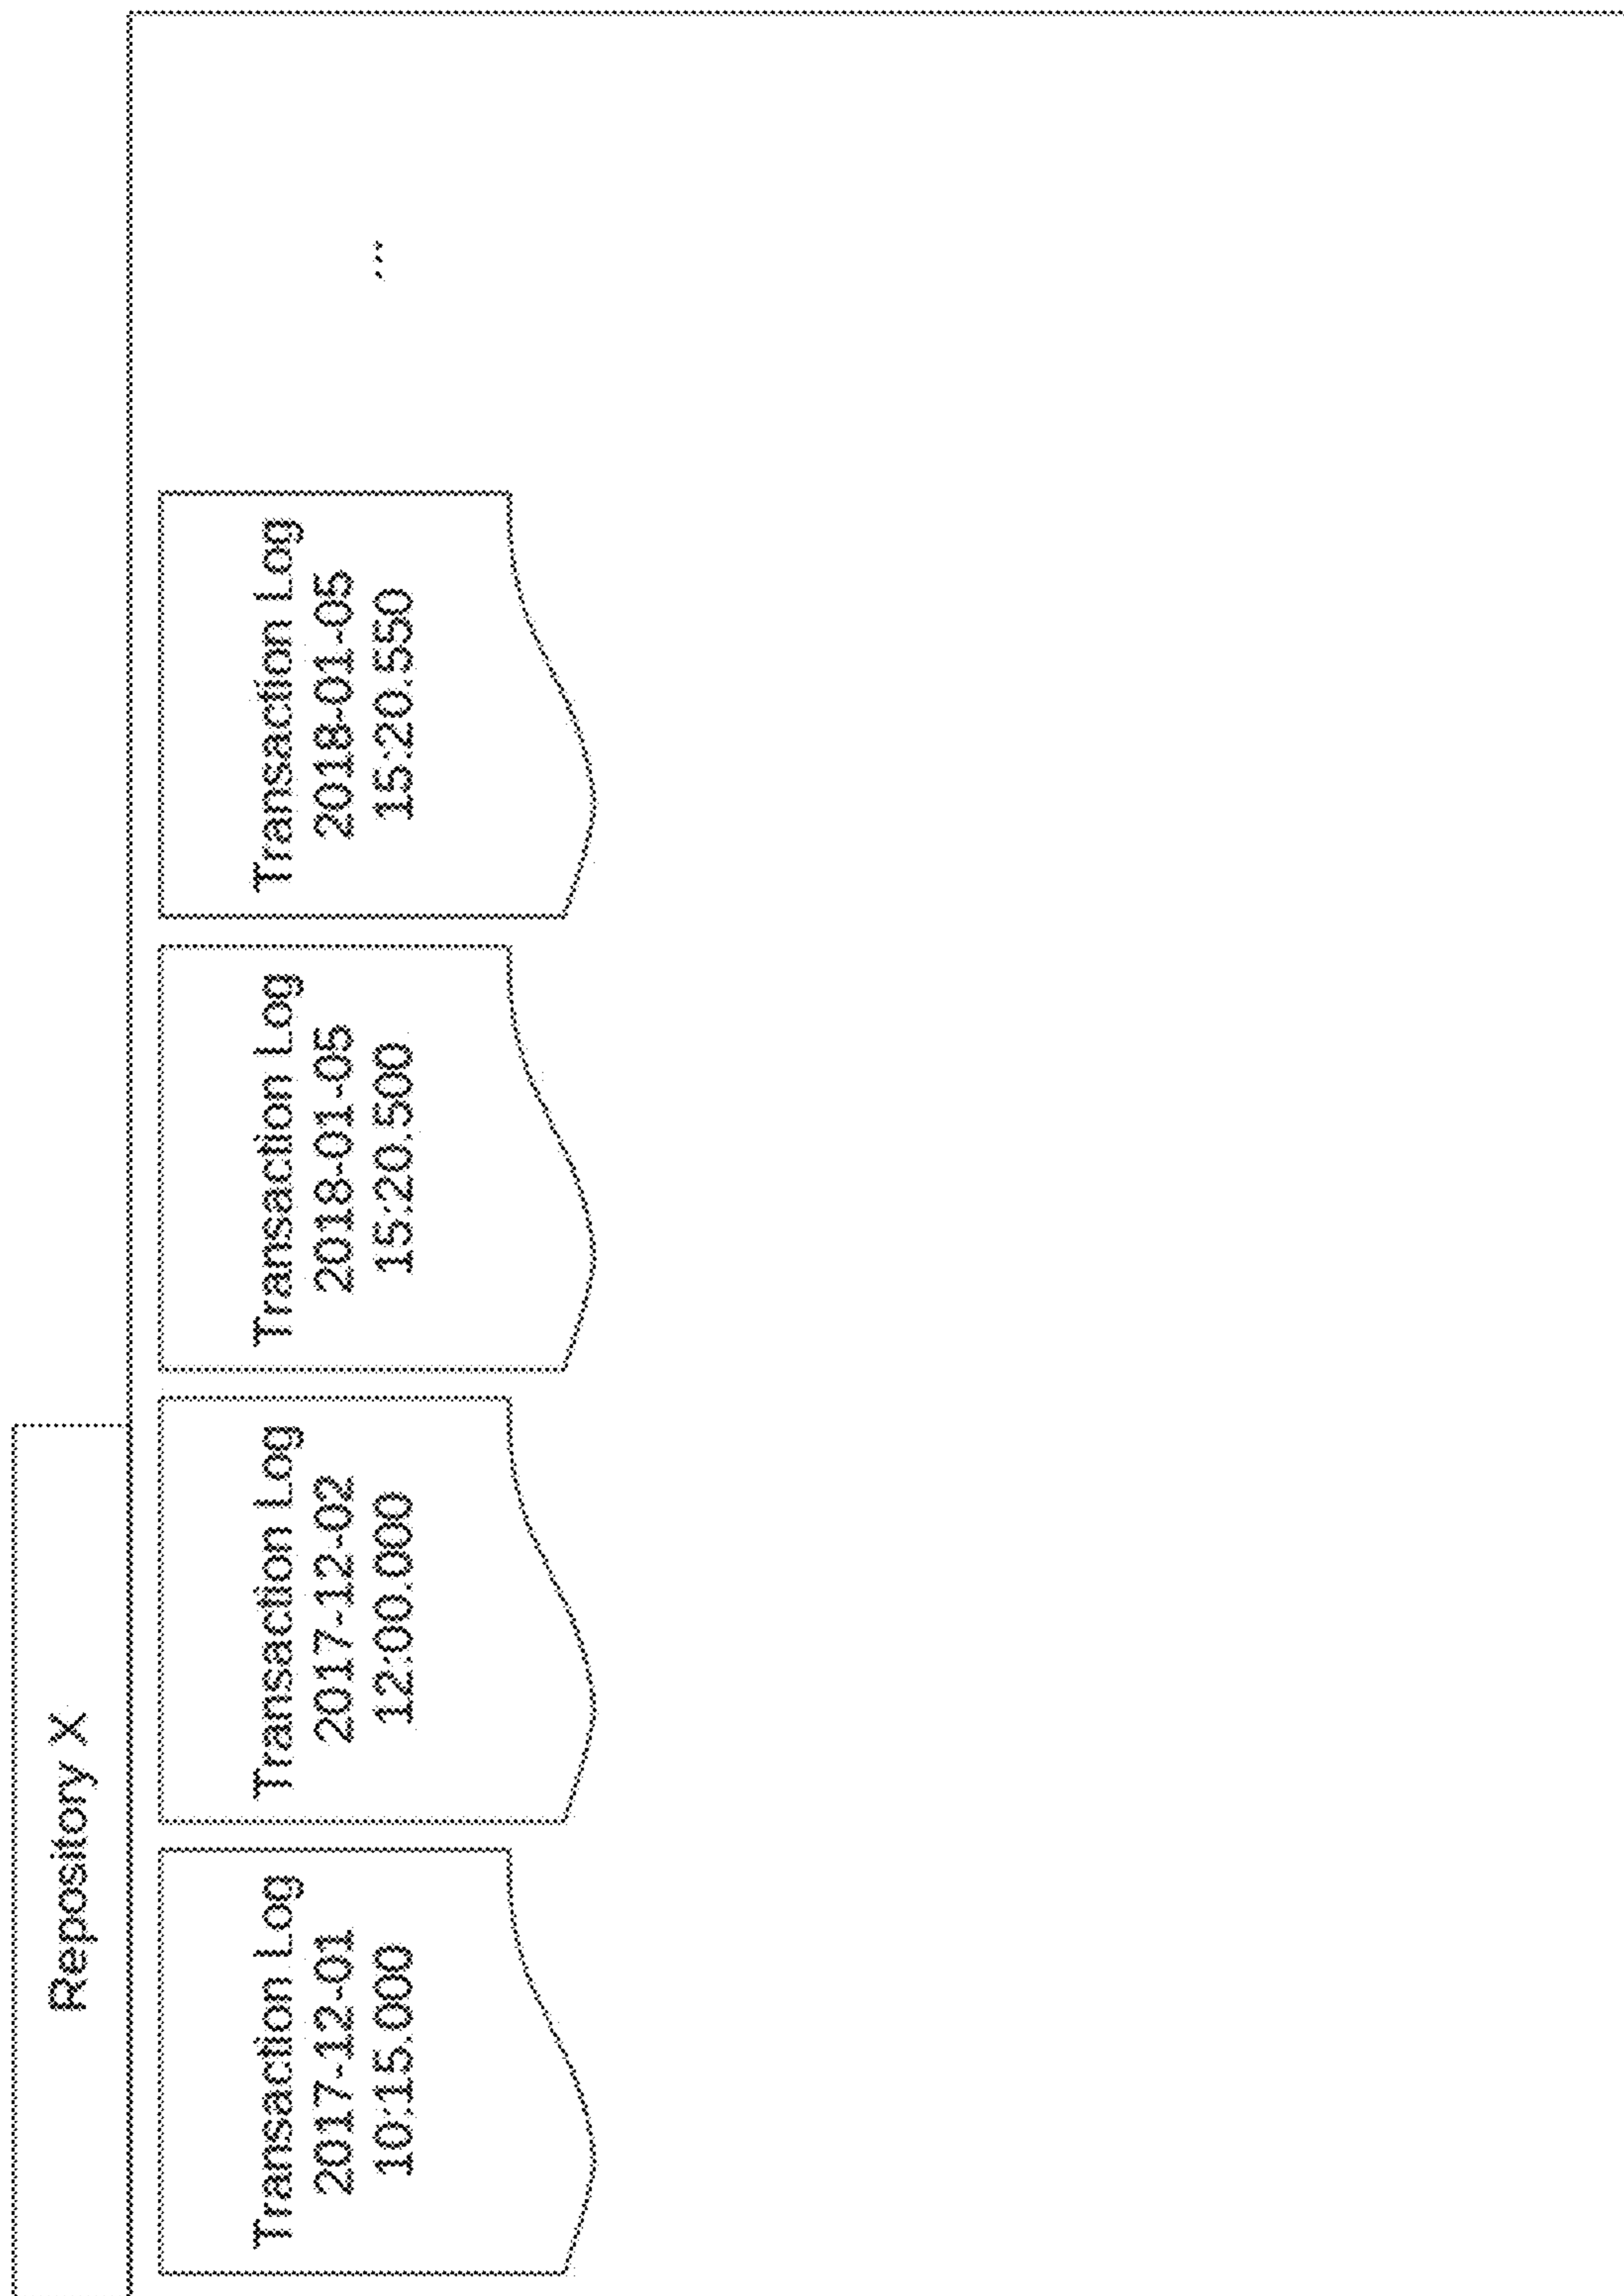 Repository X
Transaction Log
2017-12-01
10:15.000
Transaction Log
2017-12-02
12:00.000
Transaction Log
2018-01-05
15:20.500
Transaction Log
2018-01-05
15:20.550
...